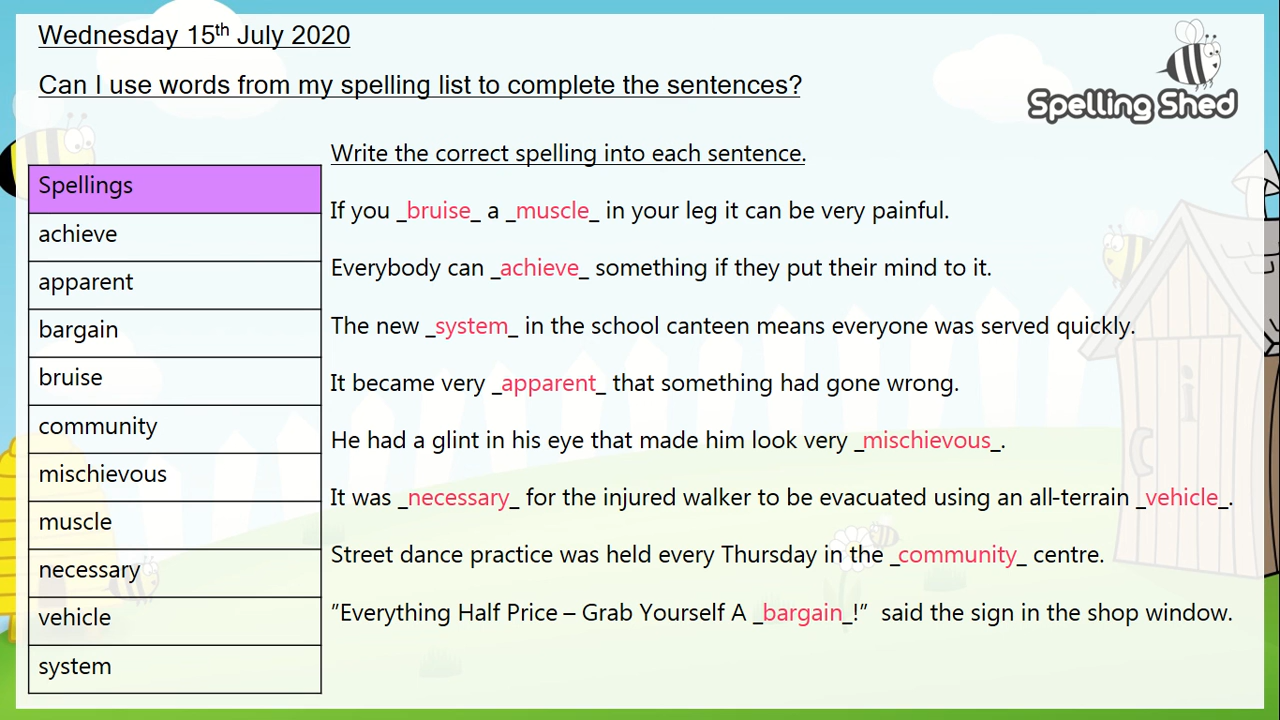 Wednesday 15th July 2020
Can I use words from my spelling list to complete the sentences?
Spelling Shed
Write the correct spelling into each sentence.
Spellings
achieve
apparent
bargain
bruise
community
mischievous
muscle
necessary
vehicle
system
If you _bruise_ a _muscle_ in your leg it can be very painful.
Everybody can _achieve_ something if they put their mind to it.
The new _system_ in the school canteen means everyone was served quickly.
It became very _apparent_ that something had gone wrong.
He had a glint in his eye that made him look very _mischievous_.
It was _necessary_ for the injured walker to be evacuated using an all-terrain _vehicle_.
Street dance practice was held every Thursday in the _community_ centre.
”Everything Half Price – Grab Yourself A _bargain_!” said the sign in the shop window.